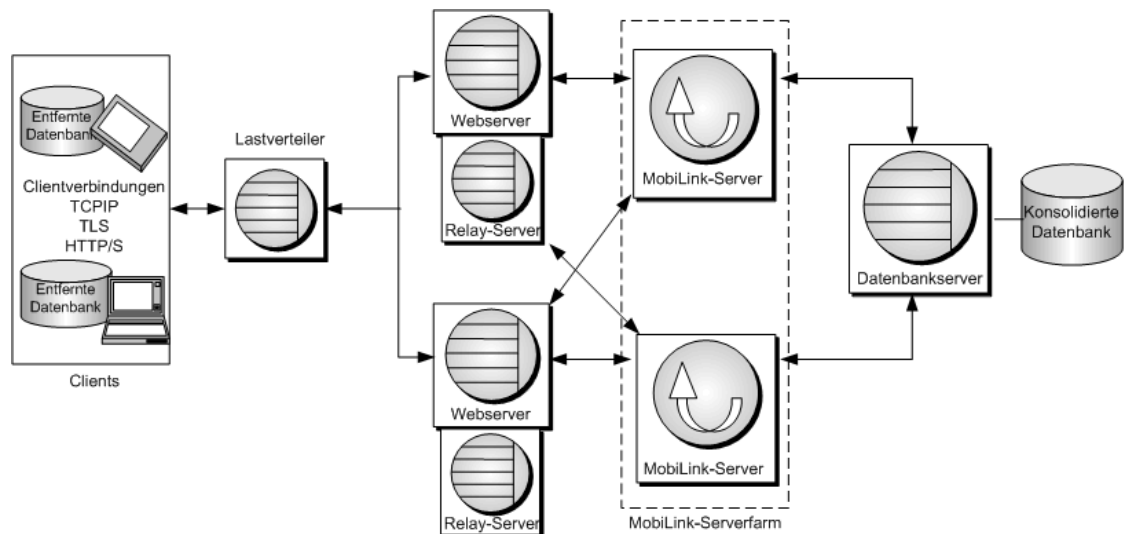 Entfernte
Datenbank
Clientverbindungen
TCPIP
TLS
HTTP/S
Entfernte
Datenbank
Clients
Lastverteiler
Webserver
Relay-Server
Webserver
Relay-Server
MobiLink-Server
MobiLink-Server
MobiLink-Serverfarm
Datenbankserver
Konsolidierte
Datenbank